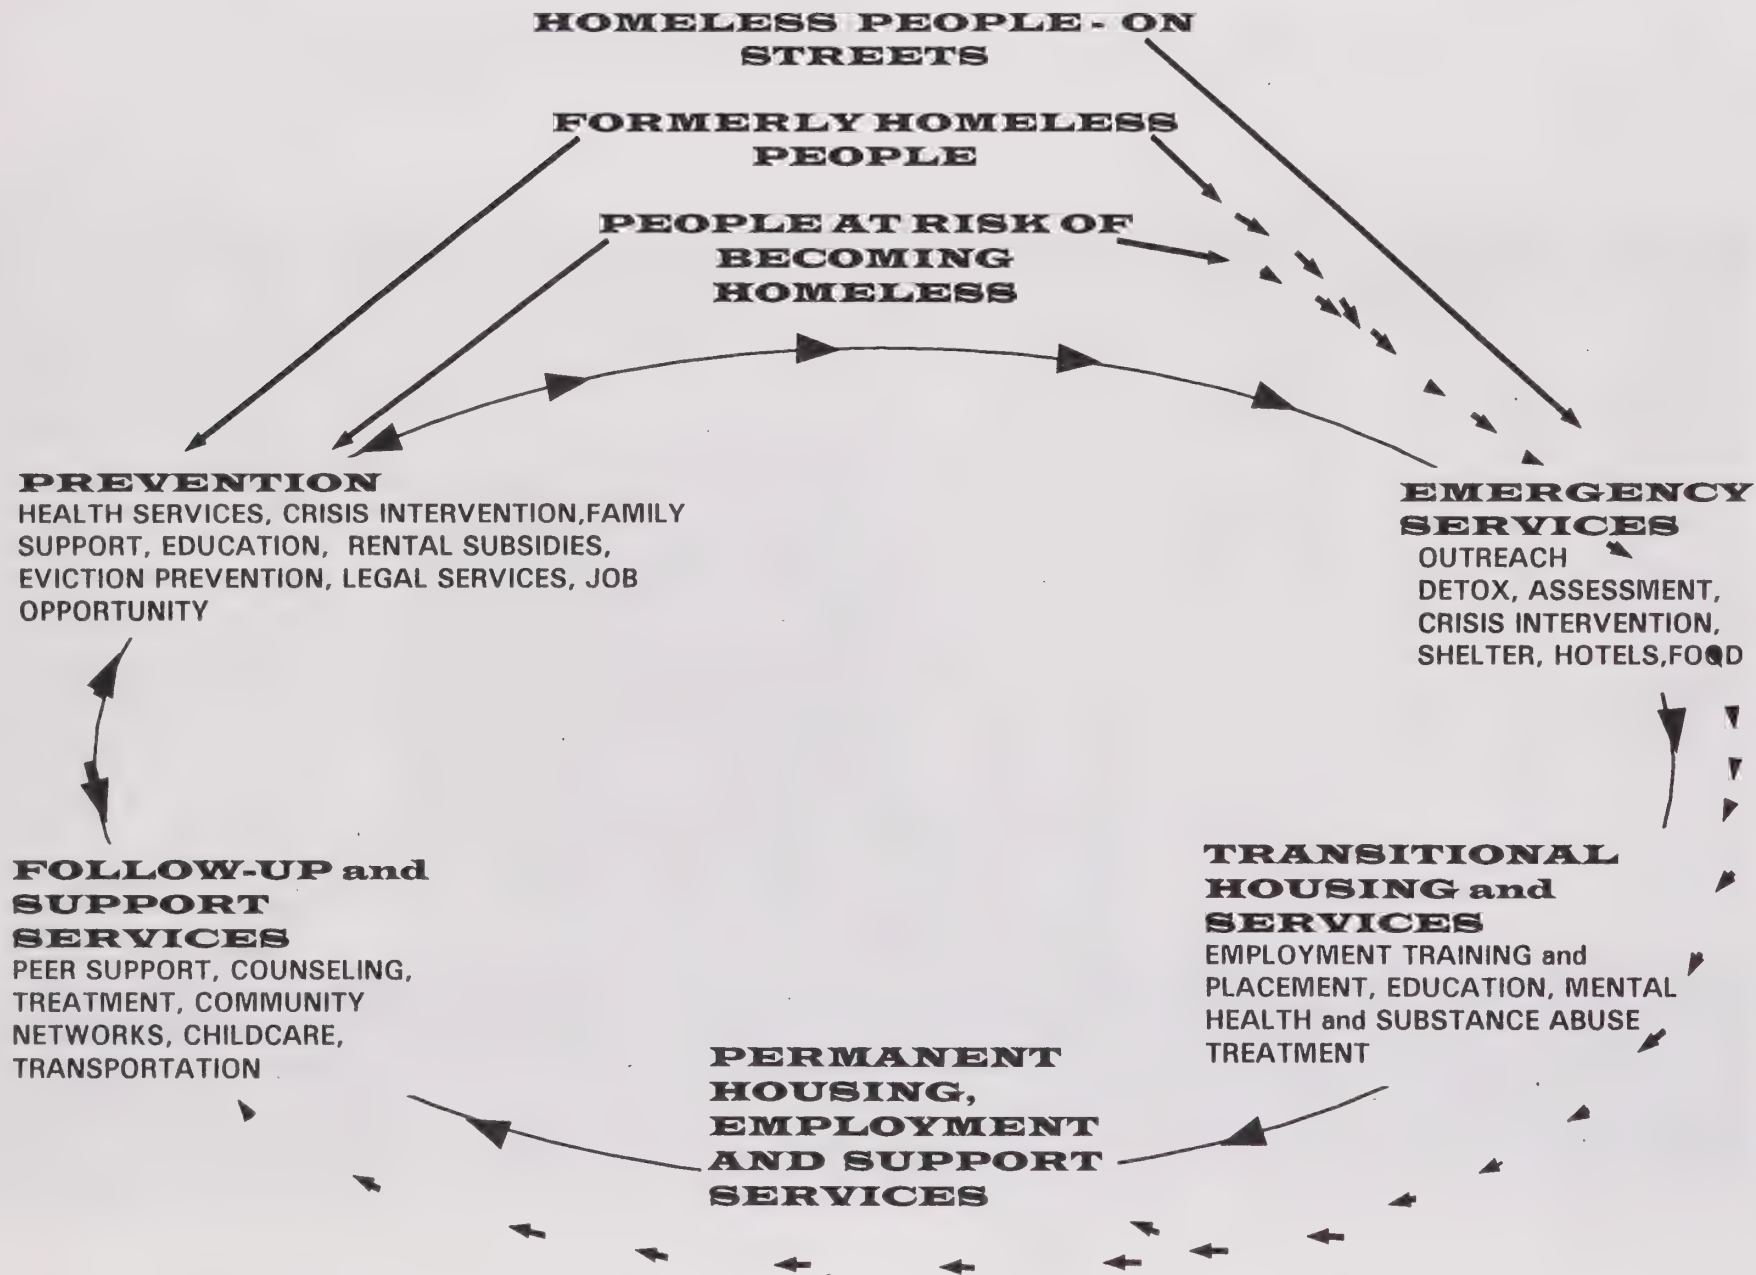 HOMELESS PEOPLE - ON
STREETS
FORMERLY HOMELESS
PEOPLE
PEOPLE AT RISK OF
BECOMING
HOMELESS
PREVENTION
HEALTH SERVICES, CRISIS INTERVENTION,FAMILY
SUPPORT, EDUCATION, RENTAL SUBSIDIES,
EVICTION PREVENTION, LEGAL SERVICES, JOB
OPPORTUNITY
EMERGENCY
SERVICES
OUTREACH
DETOX, ASSESSMENT,
CRISIS INTERVENTION,
SHELTER, HOTELS,FOOD
FOLLOW-UP and
SUPPORT
SERVICES
PEER SUPPORT, COUNSELING,
TREATMENT, COMMUNITY
NETWORKS, CHILDCARE,
TRANSPORTATION
TRANSITIONAL
HOUSING and
SERVICES
EMPLOYMENT TRAINING and
PLACEMENT, EDUCATION, MENTAL
HEALTH and SUBSTANCE ABUSE
TREATMENT
PERMANENT
HOUSING,
EMPLOYMENT
AND SUPPORT
SERVICES